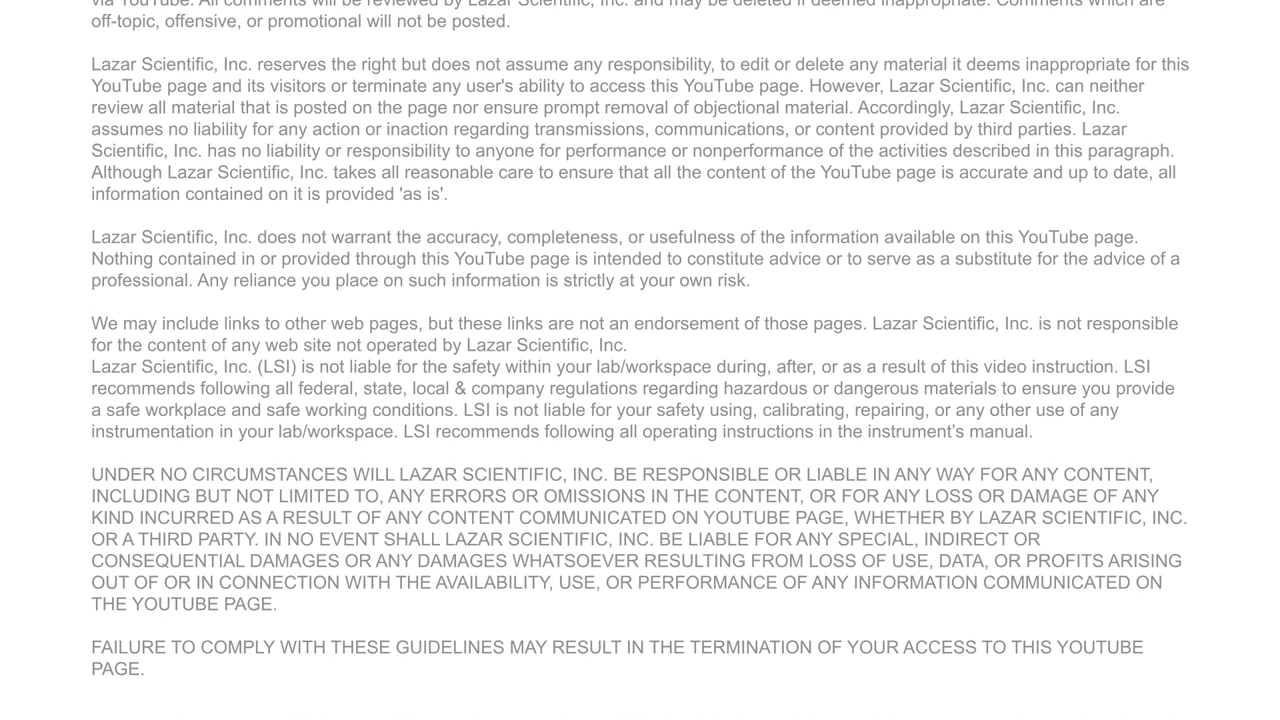 via YouTube. All comments will be reviewed by Lazar Scientific, Inc. and may be deleted if deemed inappropriate. Comments which are
off-topic, offensive, or promotional will not be posted.
Lazar Scientific, Inc. reserves the right but does not assume any responsibility, to edit or delete any material it deems inappropriate for this
YouTube page and its visitors or terminate any user's ability to access this YouTube page. However, Lazar Scientific, Inc. can neither
review all material that is posted on the page nor ensure prompt removal of objectional material. Accordingly, Lazar Scientific, Inc.
assumes no liability for any action or inaction regarding transmissions, communications, or content provided by third parties. Lazar
Scientific, Inc. has no liability or responsibility to anyone for performance or nonperformance of the activities described in this paragraph.
Although Lazar Scientific, Inc. takes all reasonable care to ensure that all the content of the YouTube page is accurate and up to date, all
information contained on it is provided 'as is'.
Lazar Scientific, Inc. does not warrant the accuracy, completeness, or usefulness of the information available on this YouTube page.
Nothing contained in or provided through this YouTube page is intended to constitute advice or to serve as a substitute for the advice of a
professional. Any reliance you place on such information is strictly at your own risk.
We may include links to other web pages, but these links are not an endorsement of those pages. Lazar Scientific, Inc. is not responsible
for the content of any web site not operated by Lazar Scientific, Inc.
Lazar Scientific, Inc. (LSI) is not liable for the safety within your lab/workspace during, after, or as a result of this video instruction. LSI
recommends following all federal, state, local & company regulations regarding hazardous or dangerous materials to ensure you provide
a safe workplace and safe working conditions. LSI is not liable for your safety using, calibrating, repairing, or any other use of any
instrumentation in your lab/workspace. LSI recommends following all operating instructions in the instrument’s manual.
UNDER NO CIRCUMSTANCES WILL LAZAR SCIENTIFIC, INC. BE RESPONSIBLE OR LIABLE IN ANY WAY FOR ANY CONTENT,
INCLUDING BUT NOT LIMITED TO, ANY ERRORS OR OMISSIONS IN THE CONTENT, OR FOR ANY LOSS OR DAMAGE OF ANY
KIND INCURRED AS A RESULT OF ANY CONTENT COMMUNICATED ON YOUTUBE PAGE, WHETHER BY LAZAR SCIENTIFIC, INC.
OR A THIRD PARTY. IN NO EVENT SHALL LAZAR SCIENTIFIC, INC. BE LIABLE FOR ANY SPECIAL, INDIRECT OR
CONSEQUENTIAL DAMAGES OR ANY DAMAGES WHATSOEVER RESULTING FROM LOSS OF USE, DATA, OR PROFITS ARISING
OUT OF OR IN CONNECTION WITH THE AVAILABILITY, USE, OR PERFORMANCE OF ANY INFORMATION COMMUNICATED ON
THE YOUTUBE PAGE.
FAILURE TO COMPLY WITH THESE GUIDELINES MAY RESULT IN THE TERMINATION OF YOUR ACCESS TO THIS YOUTUBE
PAGE.